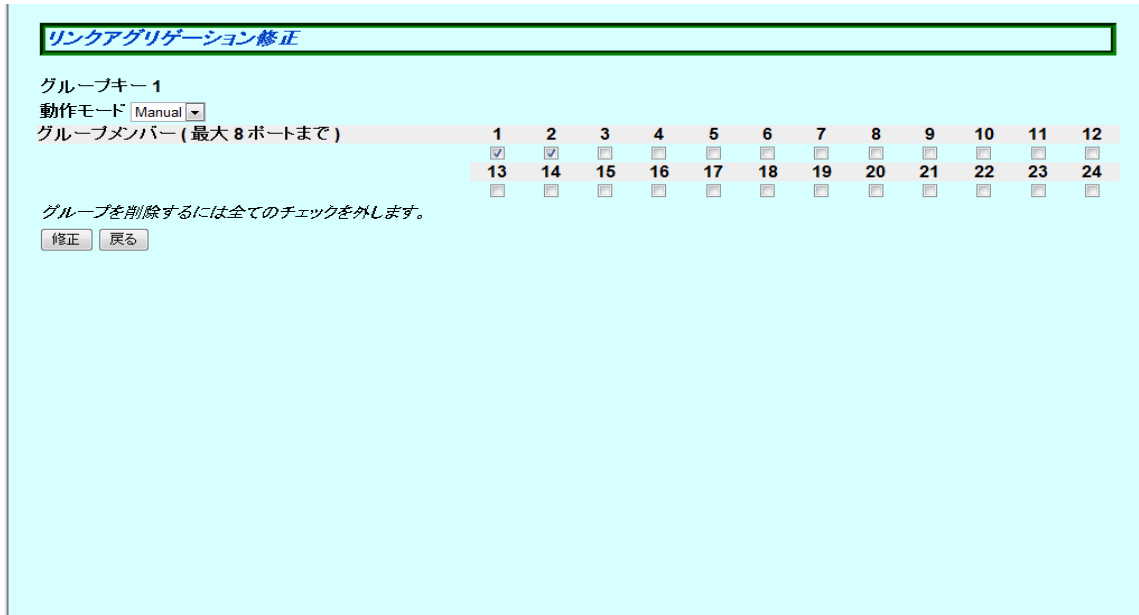 リンクアグリゲーション修正
グループキー 1
動作モード Manual
グループメンバー ( 最大 8 ポートまで ) 1 2 3 4 5 6 7 8 9 10 11 12
13 14 15 16 17 18 19 20 21 22 23 24
グループを削除するには全てのチェックを外します。
修正 戻る